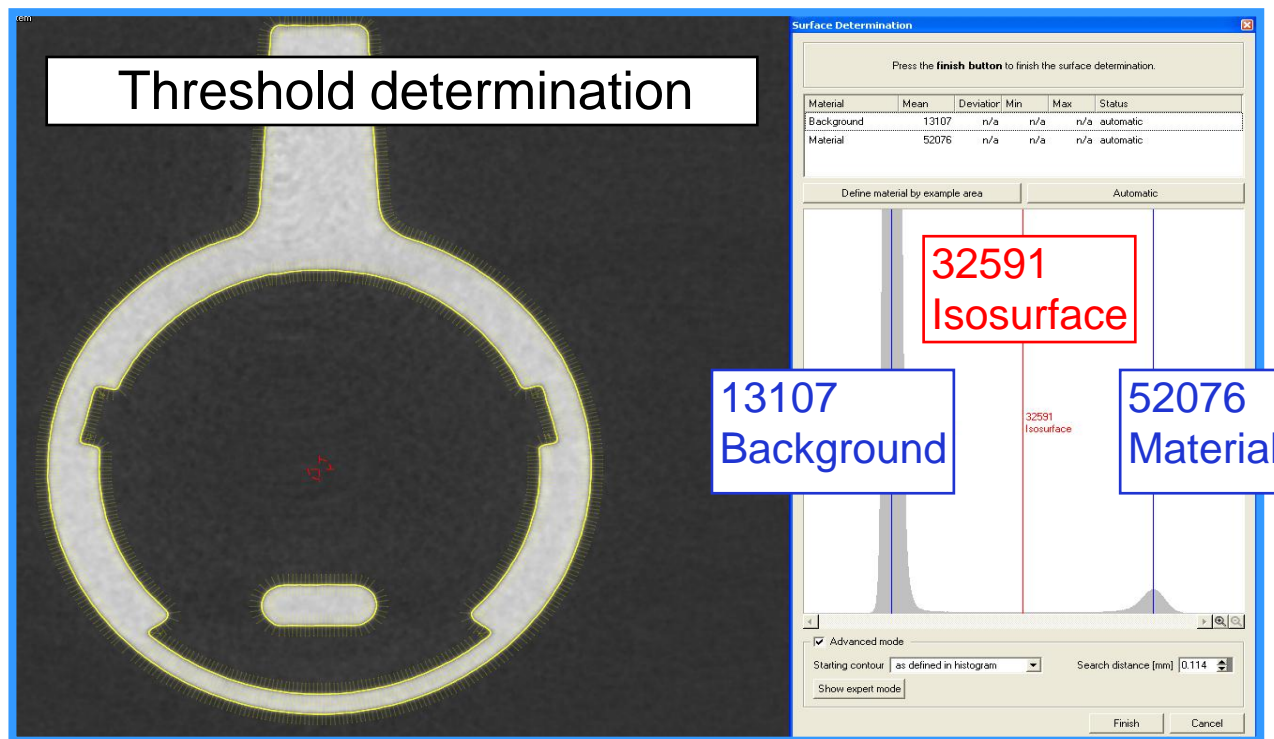 Threshold determination
Surface Determination
Press the finish button to finish the surface determination.
Material Mean Deviation Min Max Status
Background 13107 n/a n/a n/a automatic
Material 52076 n/a n/a n/a automatic
Define material by example area Automatic
32591
Isosurface
13107
Background
32591
Isosurface
52076
Material
Advanced mode
Starting contour as defined in histogram Search distance [mm] 0.114
Show expert mode
Finish Cancel